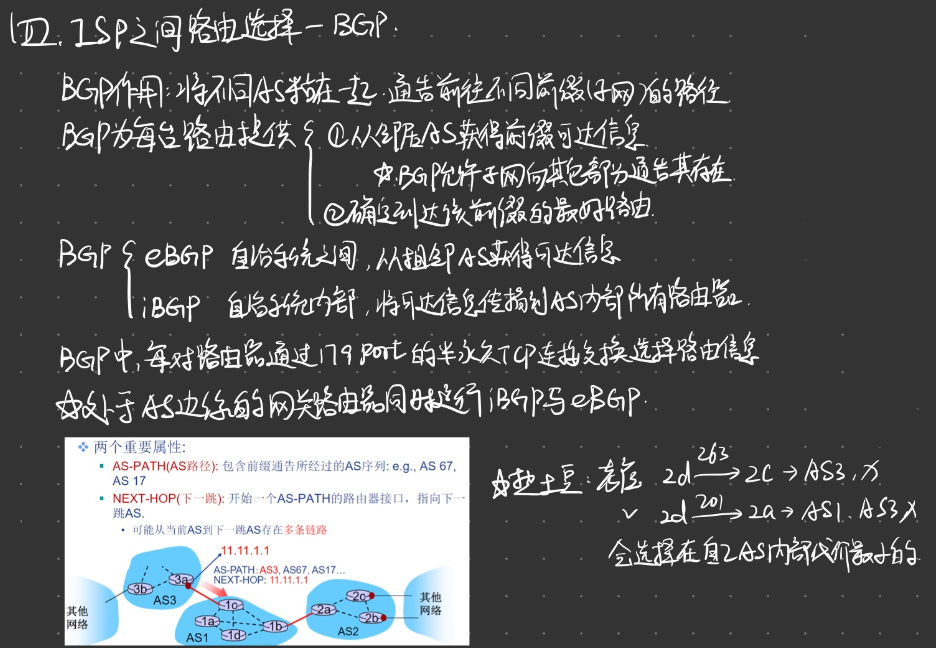 四. ISP之间路由选择 - BGP.
BGP作用: 将不同AS粘在一起. 通告前往不同前缀(子网)的路径
BGP为每台路由提供 { ①从邻居AS获得前缀可达信息
☆.BGP允许子网向其它部分通告其存在.
②确定到达该前缀的最好路由.
BGP { eBGP 自治系统之间, 从相邻AS获得可达信息
iBGP 自治系统内部, 将可达信息传播到AS内部所有路由器.
BGP中, 每对路由器通过179 port的半永久TCP连接交换选择路由信息
☆处于AS边缘的网关路由器同时运行iBGP与eBGP.
❖ 两个重要属性:
▪ AS-PATH(AS路径): 包含前缀通告所经过的AS序列: e.g., AS 67,
AS 17
▪ NEXT-HOP(下一跳): 开始一个AS-PATH的路由器接口，指向下一
跳AS.
• 可能从当前AS到下一跳AS存在多条链路
11.11.1.1
AS-PATH: AS3, AS67, AS17…
NEXT-HOP: 11.11.1.1
3b
3a
AS3
其他
网络
1c
1a
1d
1b
AS1
2a
2c
2b
AS2
其他
网络
☆热土豆: 2d 263→ 2c → AS3.X
✓ 2d 201→ 2a → AS1. AS3X
会选择在自己AS内部代价最小的.